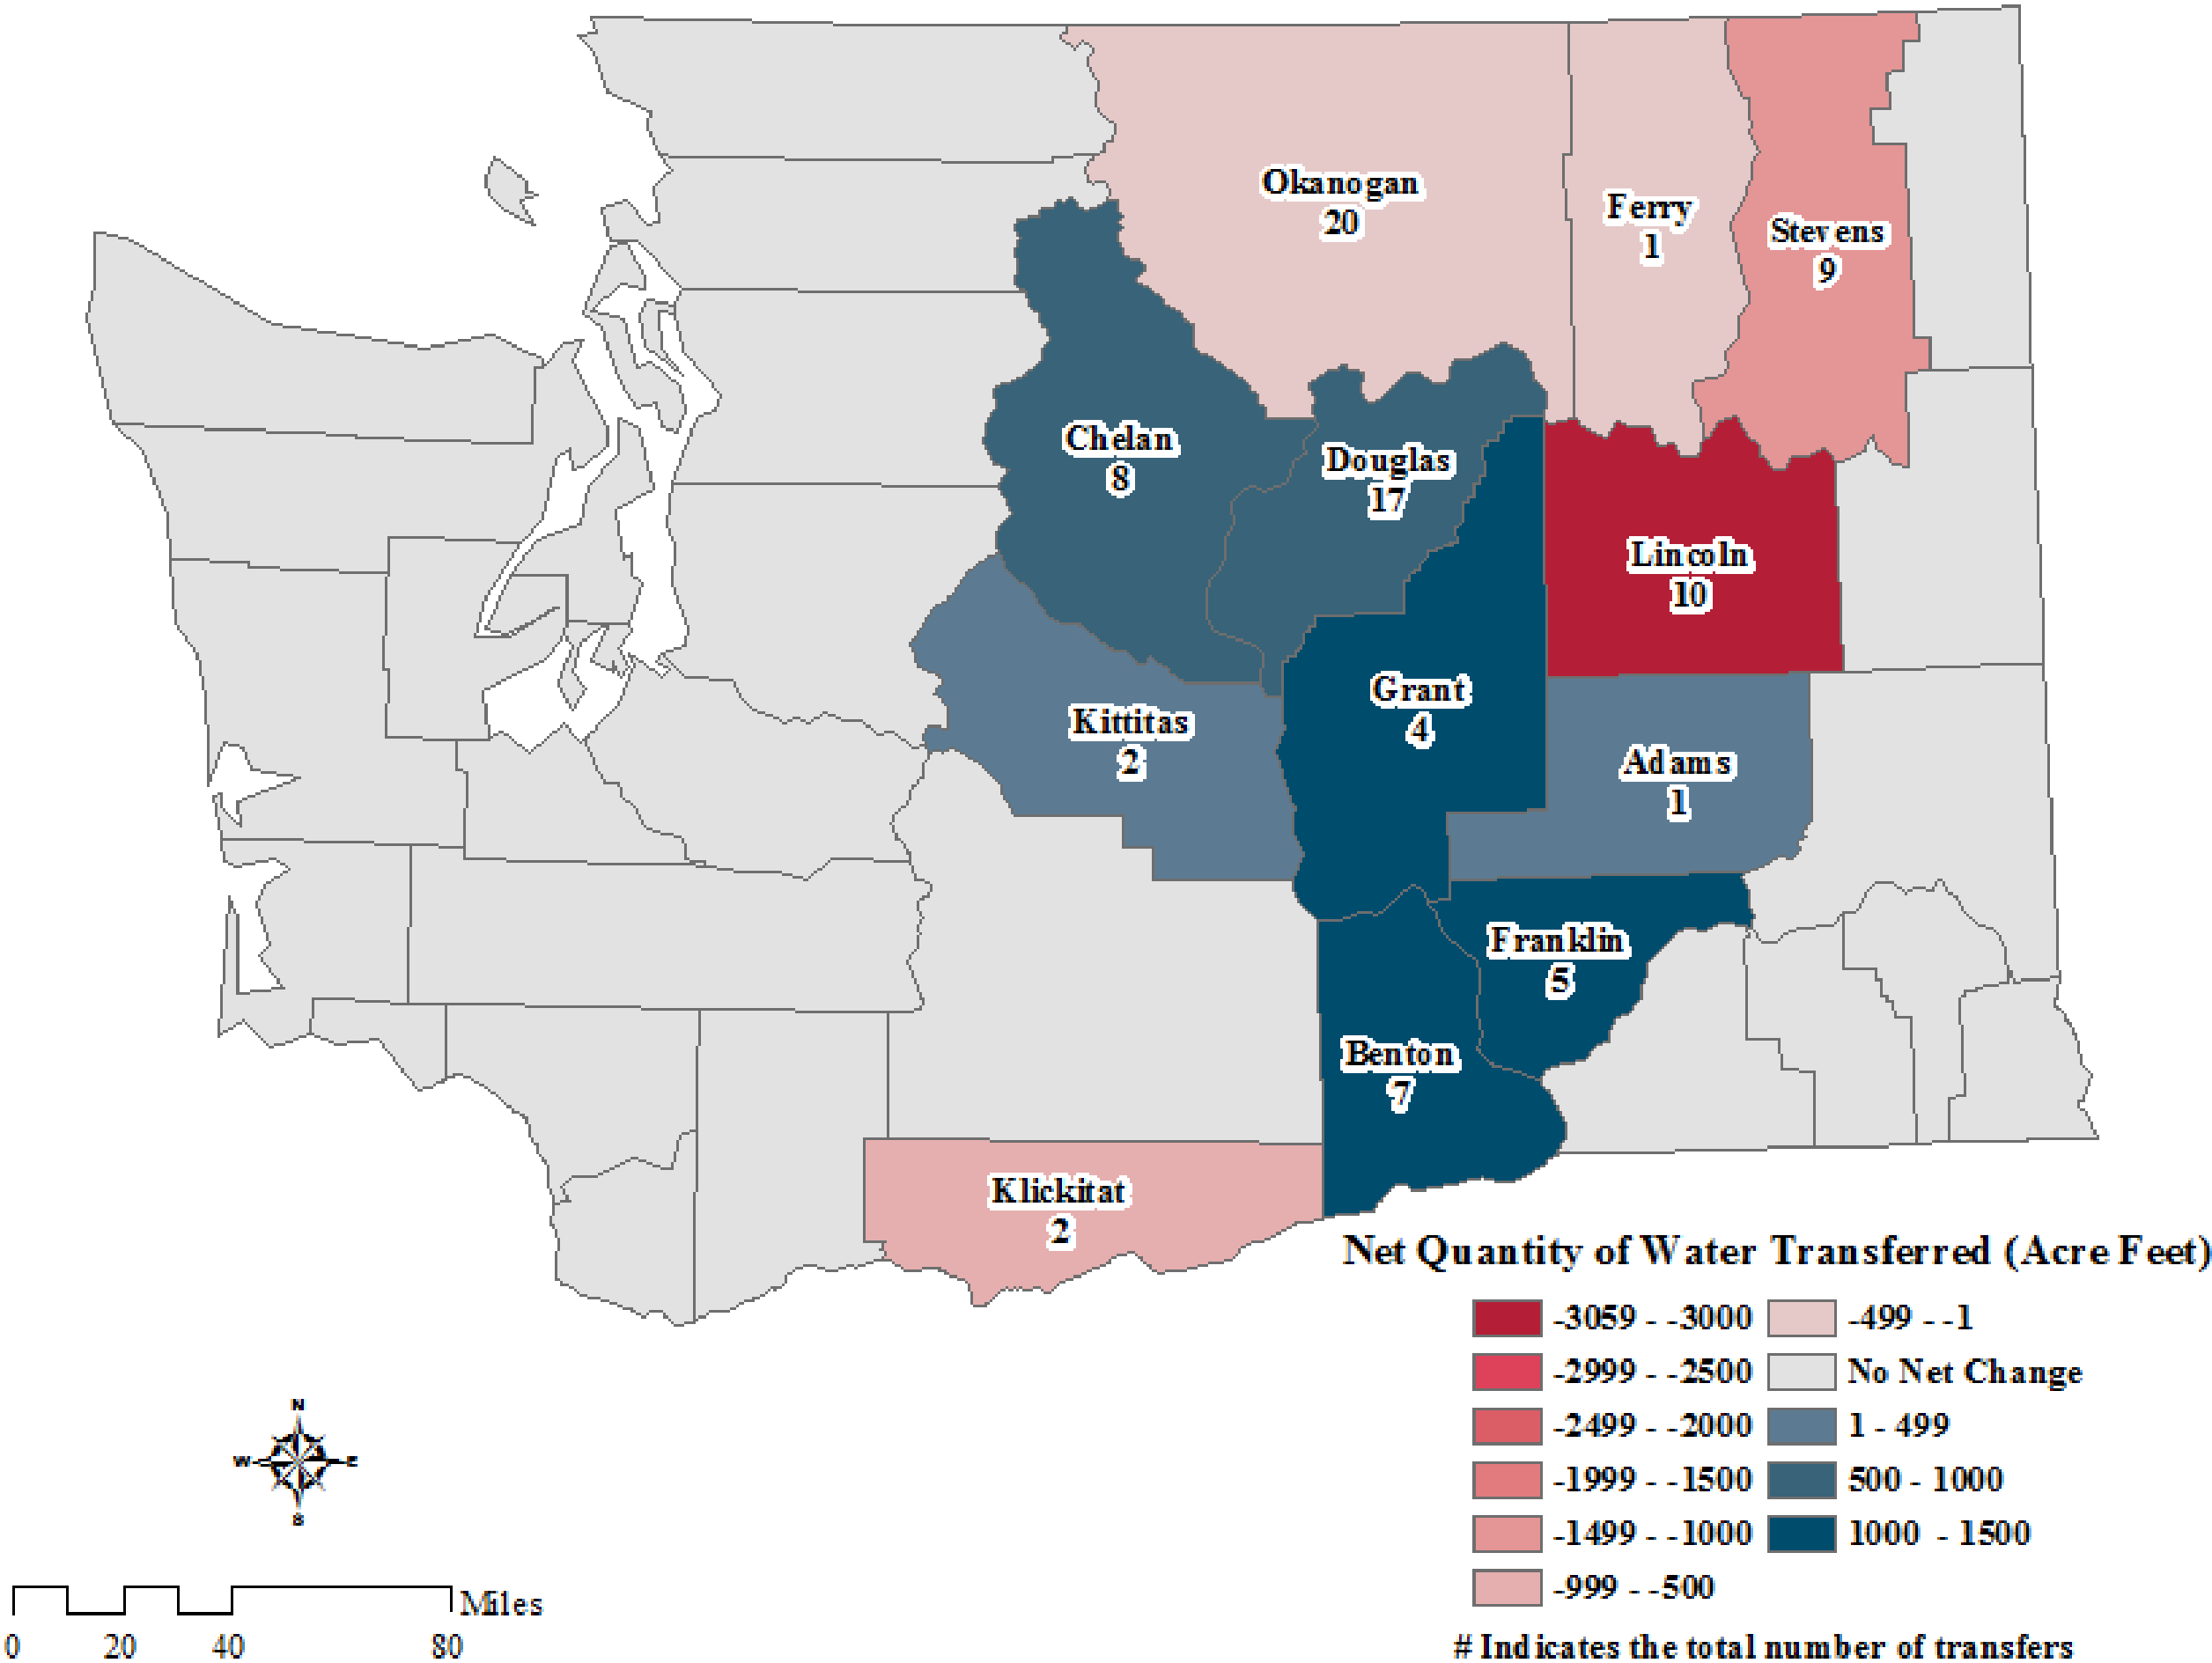 Okanogan
20
Ferry
1
Stevens
9
Chelan
8
Douglas
17
Lincoln
10
Kittitas
2
Grant
4
Adams
1
Franklin
5
Benton
7
Klickitat
2
Net Quantity of Water Transferred (Acre Feet)
-3059 - -3000
-2999 - -2500
-2499 - -2000
-1999 - -1500
-1499 - -1000
-999 - -500
-499 - -1
No Net Change
1 - 499
500 - 1000
1000 - 1500
# Indicates the total number of transfers
N
W E
S
Miles
0 20 40 80